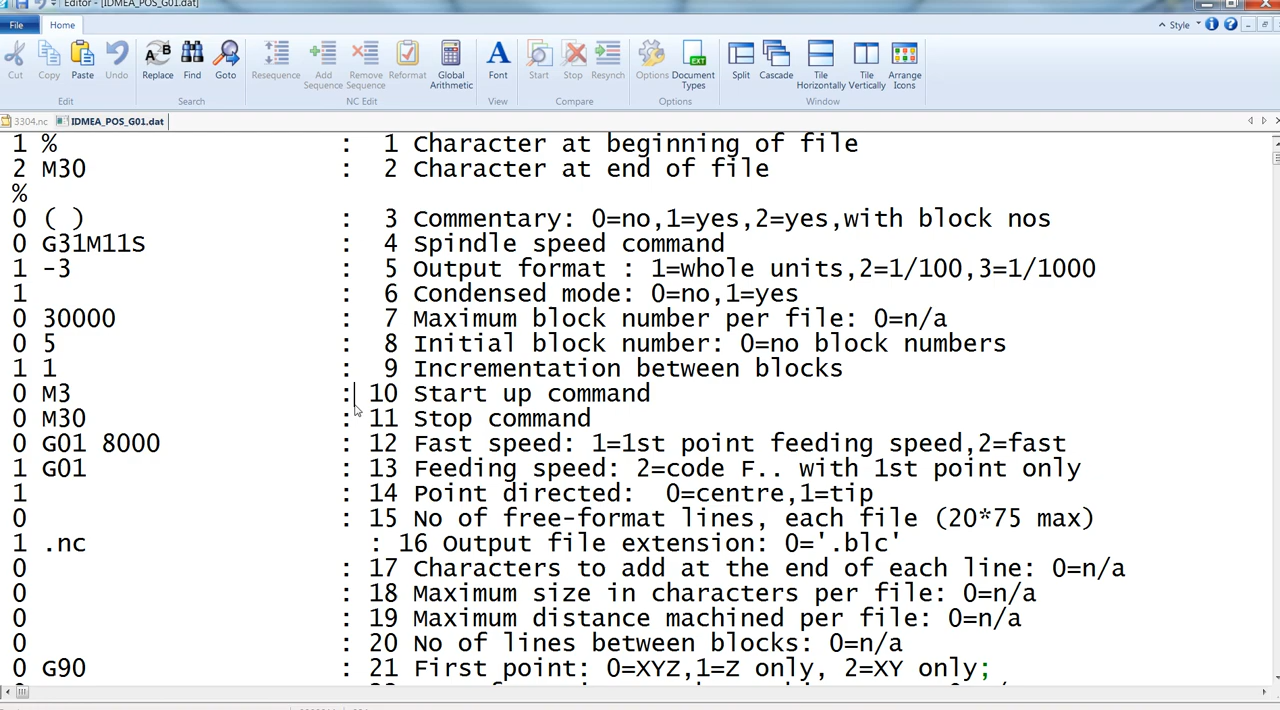 Editor - [IDMEA_POS_G01.dat]
File Home Style
Cut Copy Paste Undo Replace Find Goto Resequence Add Sequence Remove Sequence Reformat Global Arithmetic Font Start Stop Resynch Options Document Types Split Cascade Tile Horizontally Tile Vertically Arrange Icons
Edit Search NC Edit View Compare Options Window
3304.nc IDMEA_POS_G01.dat
1 % : 1 Character at beginning of file
2 M30 : 2 Character at end of file
%
0 ( ) : 3 Commentary: 0=no,1=yes,2=yes,with block nos
0 G31M11S : 4 Spindle speed command
1 -3 : 5 Output format : 1=whole units,2=1/100,3=1/1000
1 : 6 Condensed mode: 0=no,1=yes
0 30000 : 7 Maximum block number per file: 0=n/a
0 5 : 8 Initial block number: 0=no block numbers
1 1 : 9 Incrementation between blocks
0 M3 : 10 Start up command
0 M30 : 11 Stop command
0 G01 8000 : 12 Fast speed: 1=1st point feeding speed,2=fast
1 G01 : 13 Feeding speed: 2=code F.. with 1st point only
1 : 14 Point directed: 0=centre,1=tip
0 : 15 No of free-format lines, each file (20*75 max)
1 .nc : 16 Output file extension: 0='.blc'
0 : 17 Characters to add at the end of each line: 0=n/a
0 : 18 Maximum size in characters per file: 0=n/a
0 : 19 Maximum distance machined per file: 0=n/a
0 : 20 No of lines between blocks: 0=n/a
0 G90 : 21 First point: 0=XYZ,1=Z only, 2=XY only;